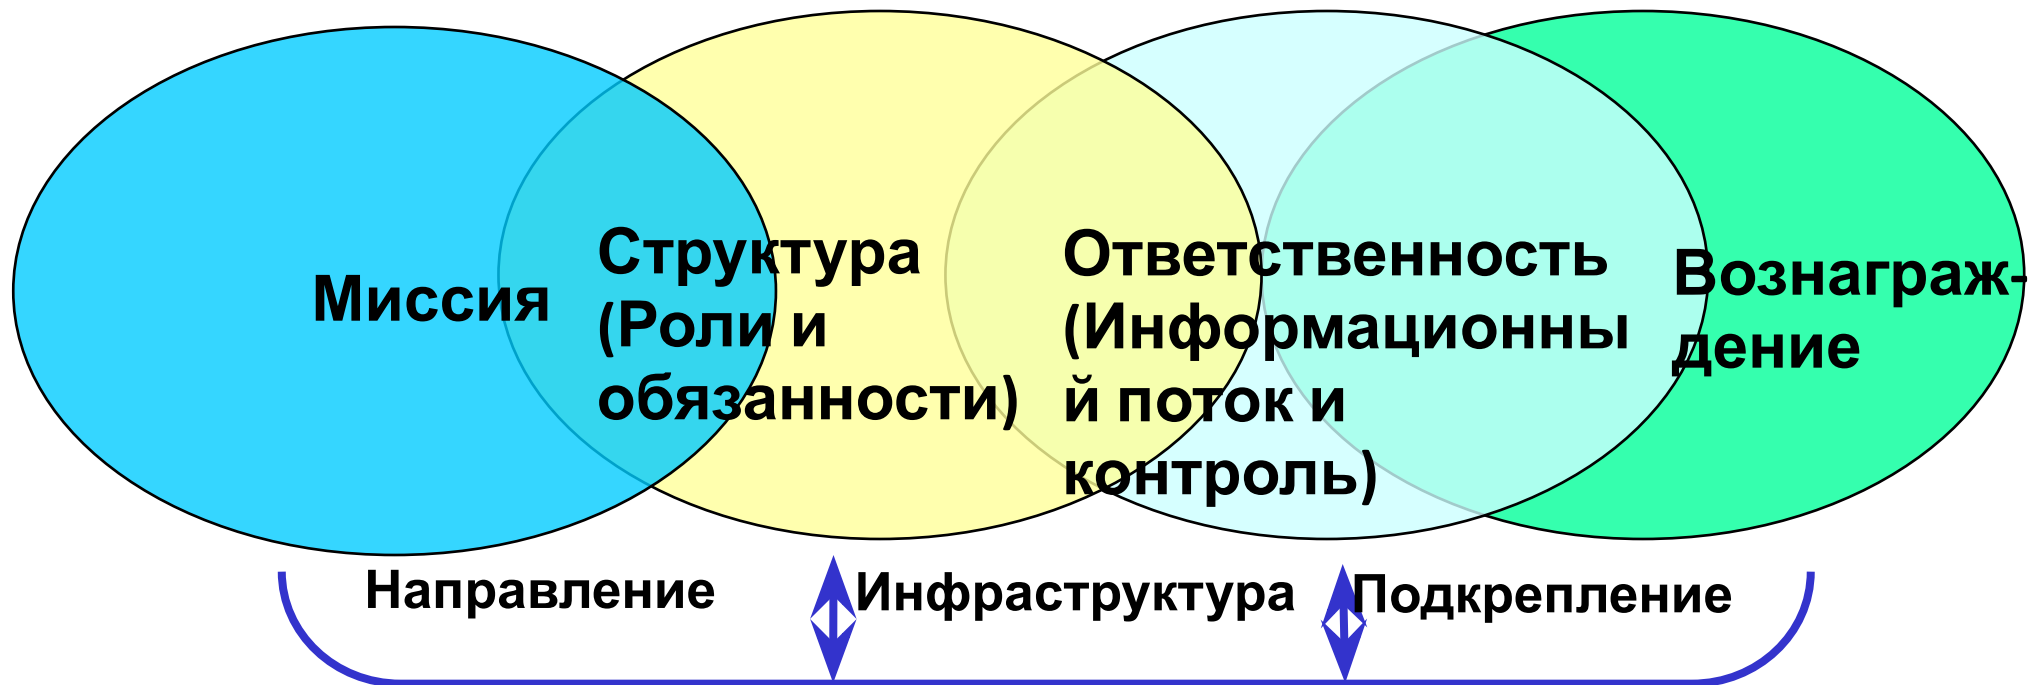 Миссия
Структура
(Роли и
обязанности)
Ответственность
(Информационны
й поток и
контроль)
Вознаграж-
дение
Направление
Инфраструктура
Подкрепление